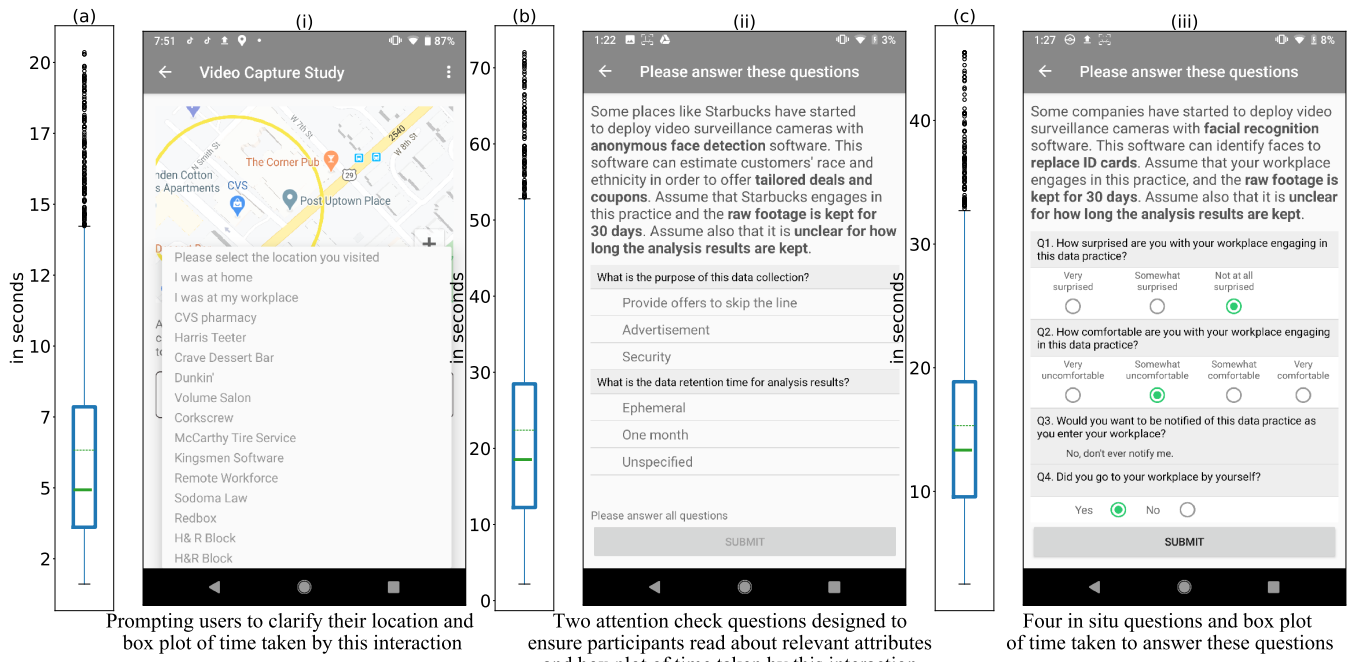 (a)
in seconds
20
17
15
12
10
7
5
2
(i)
7:51
87%
Video Capture Study
W 7th St
2540
W 8th St
N Smith St
The Corner Pub
29
nden Cotton
s Apartments
CVS
Post Uptown Place
+
Please select the location you visited
I was at home
I was at my workplace
CVS pharmacy
Harris Teeter
Crave Dessert Bar
Dunkin'
Volume Salon
Corkscrew
McCarthy Tire Service
Kingsmen Software
Remote Workforce
Sodoma Law
Redbox
H& R Block
H&R Block
Prompting users to clarify their location and
box plot of time taken by this interaction
(b)
in seconds
70
60
50
40
30
20
10
0
(ii)
1:22
3%
Please answer these questions
Some places like Starbucks have started
to deploy video surveillance cameras with
anonymous face detection software. This
software can estimate customers' race and
ethnicity in order to offer tailored deals and
coupons. Assume that Starbucks engages in
this practice and the raw footage is kept for
30 days. Assume also that it is unclear for how
long the analysis results are kept.
What is the purpose of this data collection?
Provide offers to skip the line
Advertisement
Security
What is the data retention time for analysis results?
Ephemeral
One month
Unspecified
Please answer all questions
SUBMIT
Two attention check questions designed to
ensure participants read about relevant attributes
and box plot of time taken by this interaction
(c)
in seconds
40
30
20
10
(iii)
1:27
8%
Please answer these questions
Some companies have started to deploy video
surveillance cameras with facial recognition
software. This software can identify faces to
replace ID cards. Assume that your workplace
engages in this practice, and the raw footage is
kept for 30 days. Assume also that it is unclear
for how long the analysis results are kept.
Q1. How surprised are you with your workplace engaging in
this data practice?
Very surprised
Somewhat surprised
Not at all surprised
Q2. How comfortable are you with your workplace engaging
in this data practice?
Very uncomfortable
Somewhat uncomfortable
Somewhat comfortable
Very comfortable
Q3. Would you want to be notified of this data practice as
you enter your workplace?
No, don't ever notify me.
Q4. Did you go to your workplace by yourself?
Yes
No
SUBMIT
Four in situ questions and box plot
of time taken to answer these questions